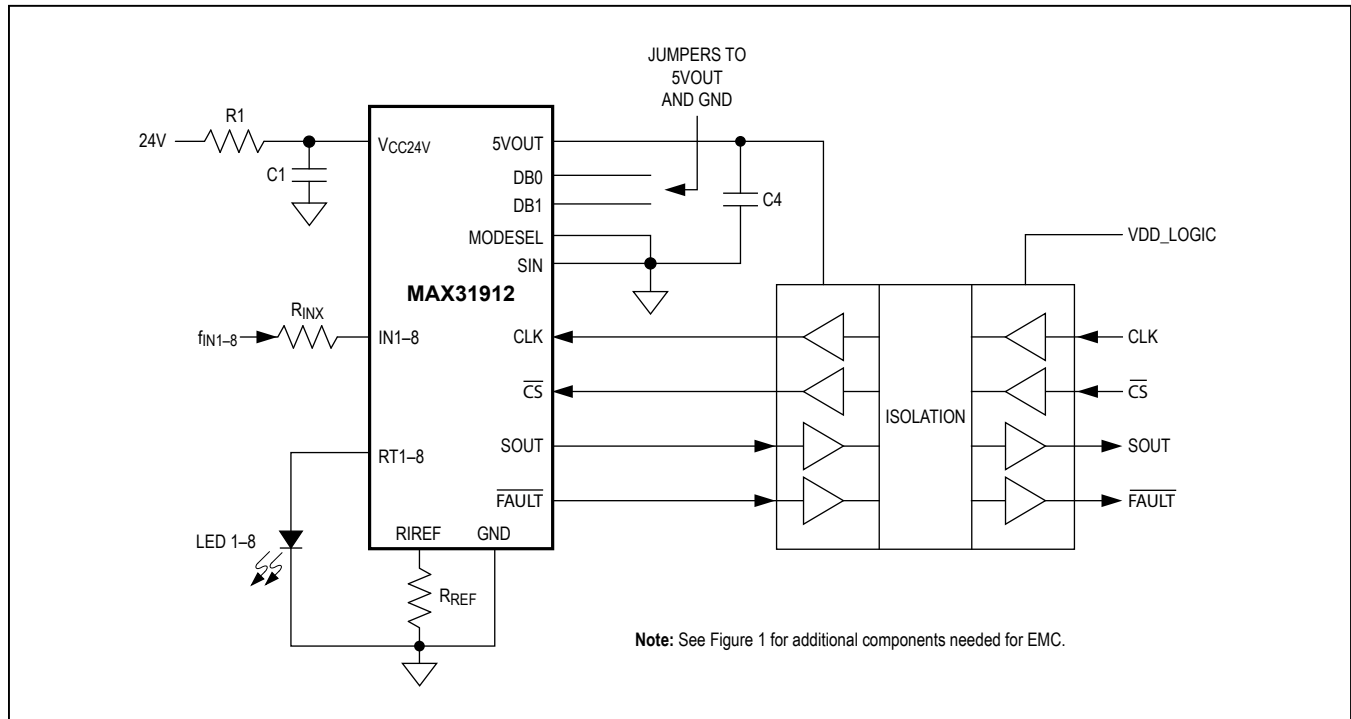 JUMPERS TO
5VOUT
AND GND
R1
24V
VCC24V
5VOUT
C1
DB0
DB1
C4
MODESEL
SIN
VDD_LOGIC
MAX31912
RINX
fIN1–8
IN1–8
CLK
CLK
CS
CS
ISOLATION
SOUT
SOUT
RT1–8
FAULT
FAULT
LED 1–8
RIREF
GND
RREF
Note: See Figure 1 for additional components needed for EMC.